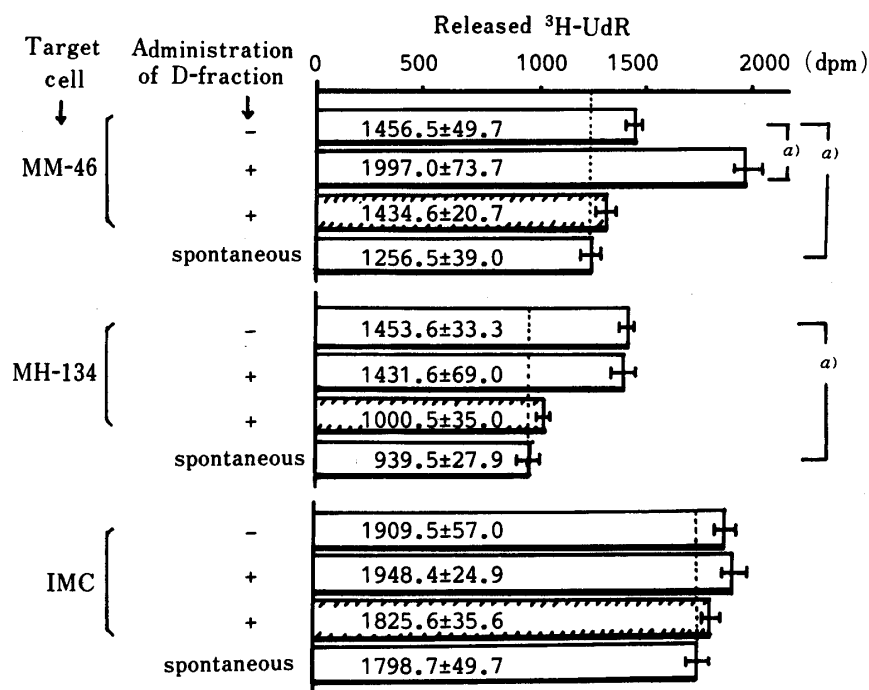 Released ³H-UdR
Target cell
Administration of D-fraction
0 500 1000 1500 2000 (dpm)
MM-46
- 1456.5±49.7
+ 1997.0±73.7
+ 1434.6±20.7
spontaneous 1256.5±39.0
a) a)
MH-134
- 1453.6±33.3
+ 1431.6±69.0
+ 1000.5±35.0
spontaneous 939.5±27.9
a)
IMC
- 1909.5±57.0
+ 1948.4±24.9
+ 1825.6±35.6
spontaneous 1798.7±49.7